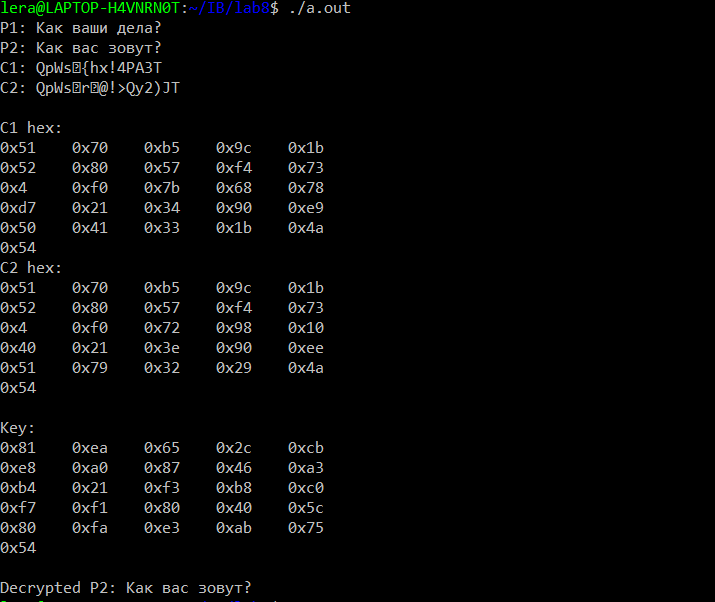 lera@LAPTOP-H4VNRN0T:~/IB/lab8$ ./a.out
P1: Как ваши дела?
P2: Как вас зовут?
C1: QpWs{hx!4PA3T
C2: QpWsr@!>Qy2)JT
C1 hex:
0x51 0x70 0xb5 0x9c 0x1b
0x52 0x80 0x57 0xf4 0x73
0x4 0xf0 0x7b 0x68 0x78
0xd7 0x21 0x34 0x90 0xe9
0x50 0x41 0x33 0x1b 0x4a
0x54
C2 hex:
0x51 0x70 0xb5 0x9c 0x1b
0x52 0x80 0x57 0xf4 0x73
0x4 0xf0 0x72 0x98 0x10
0x40 0x21 0x3e 0x90 0xee
0x51 0x79 0x32 0x29 0x4a
0x54
Key:
0x81 0xea 0x65 0x2c 0xcb
0xe8 0xa0 0x87 0x46 0xa3
0xb4 0x21 0xf3 0xb8 0xc0
0xf7 0xf1 0x80 0x40 0x5c
0x80 0xfa 0xe3 0xab 0x75
0x54
Decrypted P2: Как вас зовут?